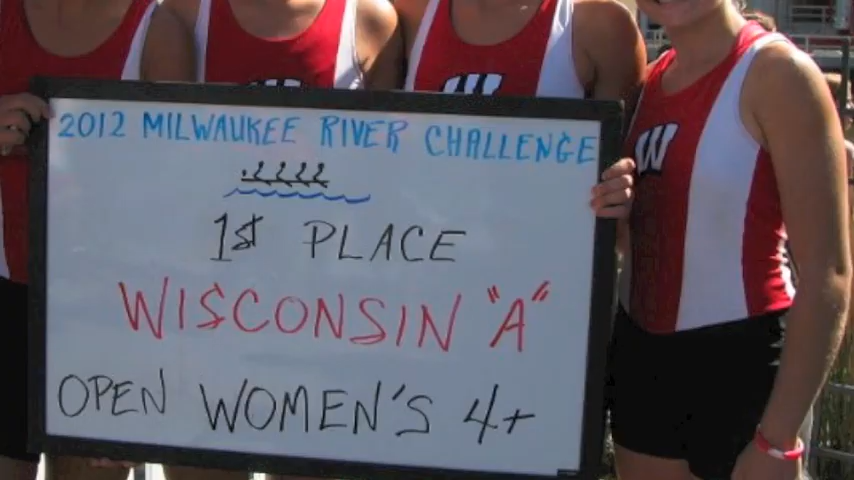 W W W
2012 MILWAUKEE RIVER CHALLENGE
1st PLACE
WISCONSIN "A"
OPEN WOMEN'S 4+